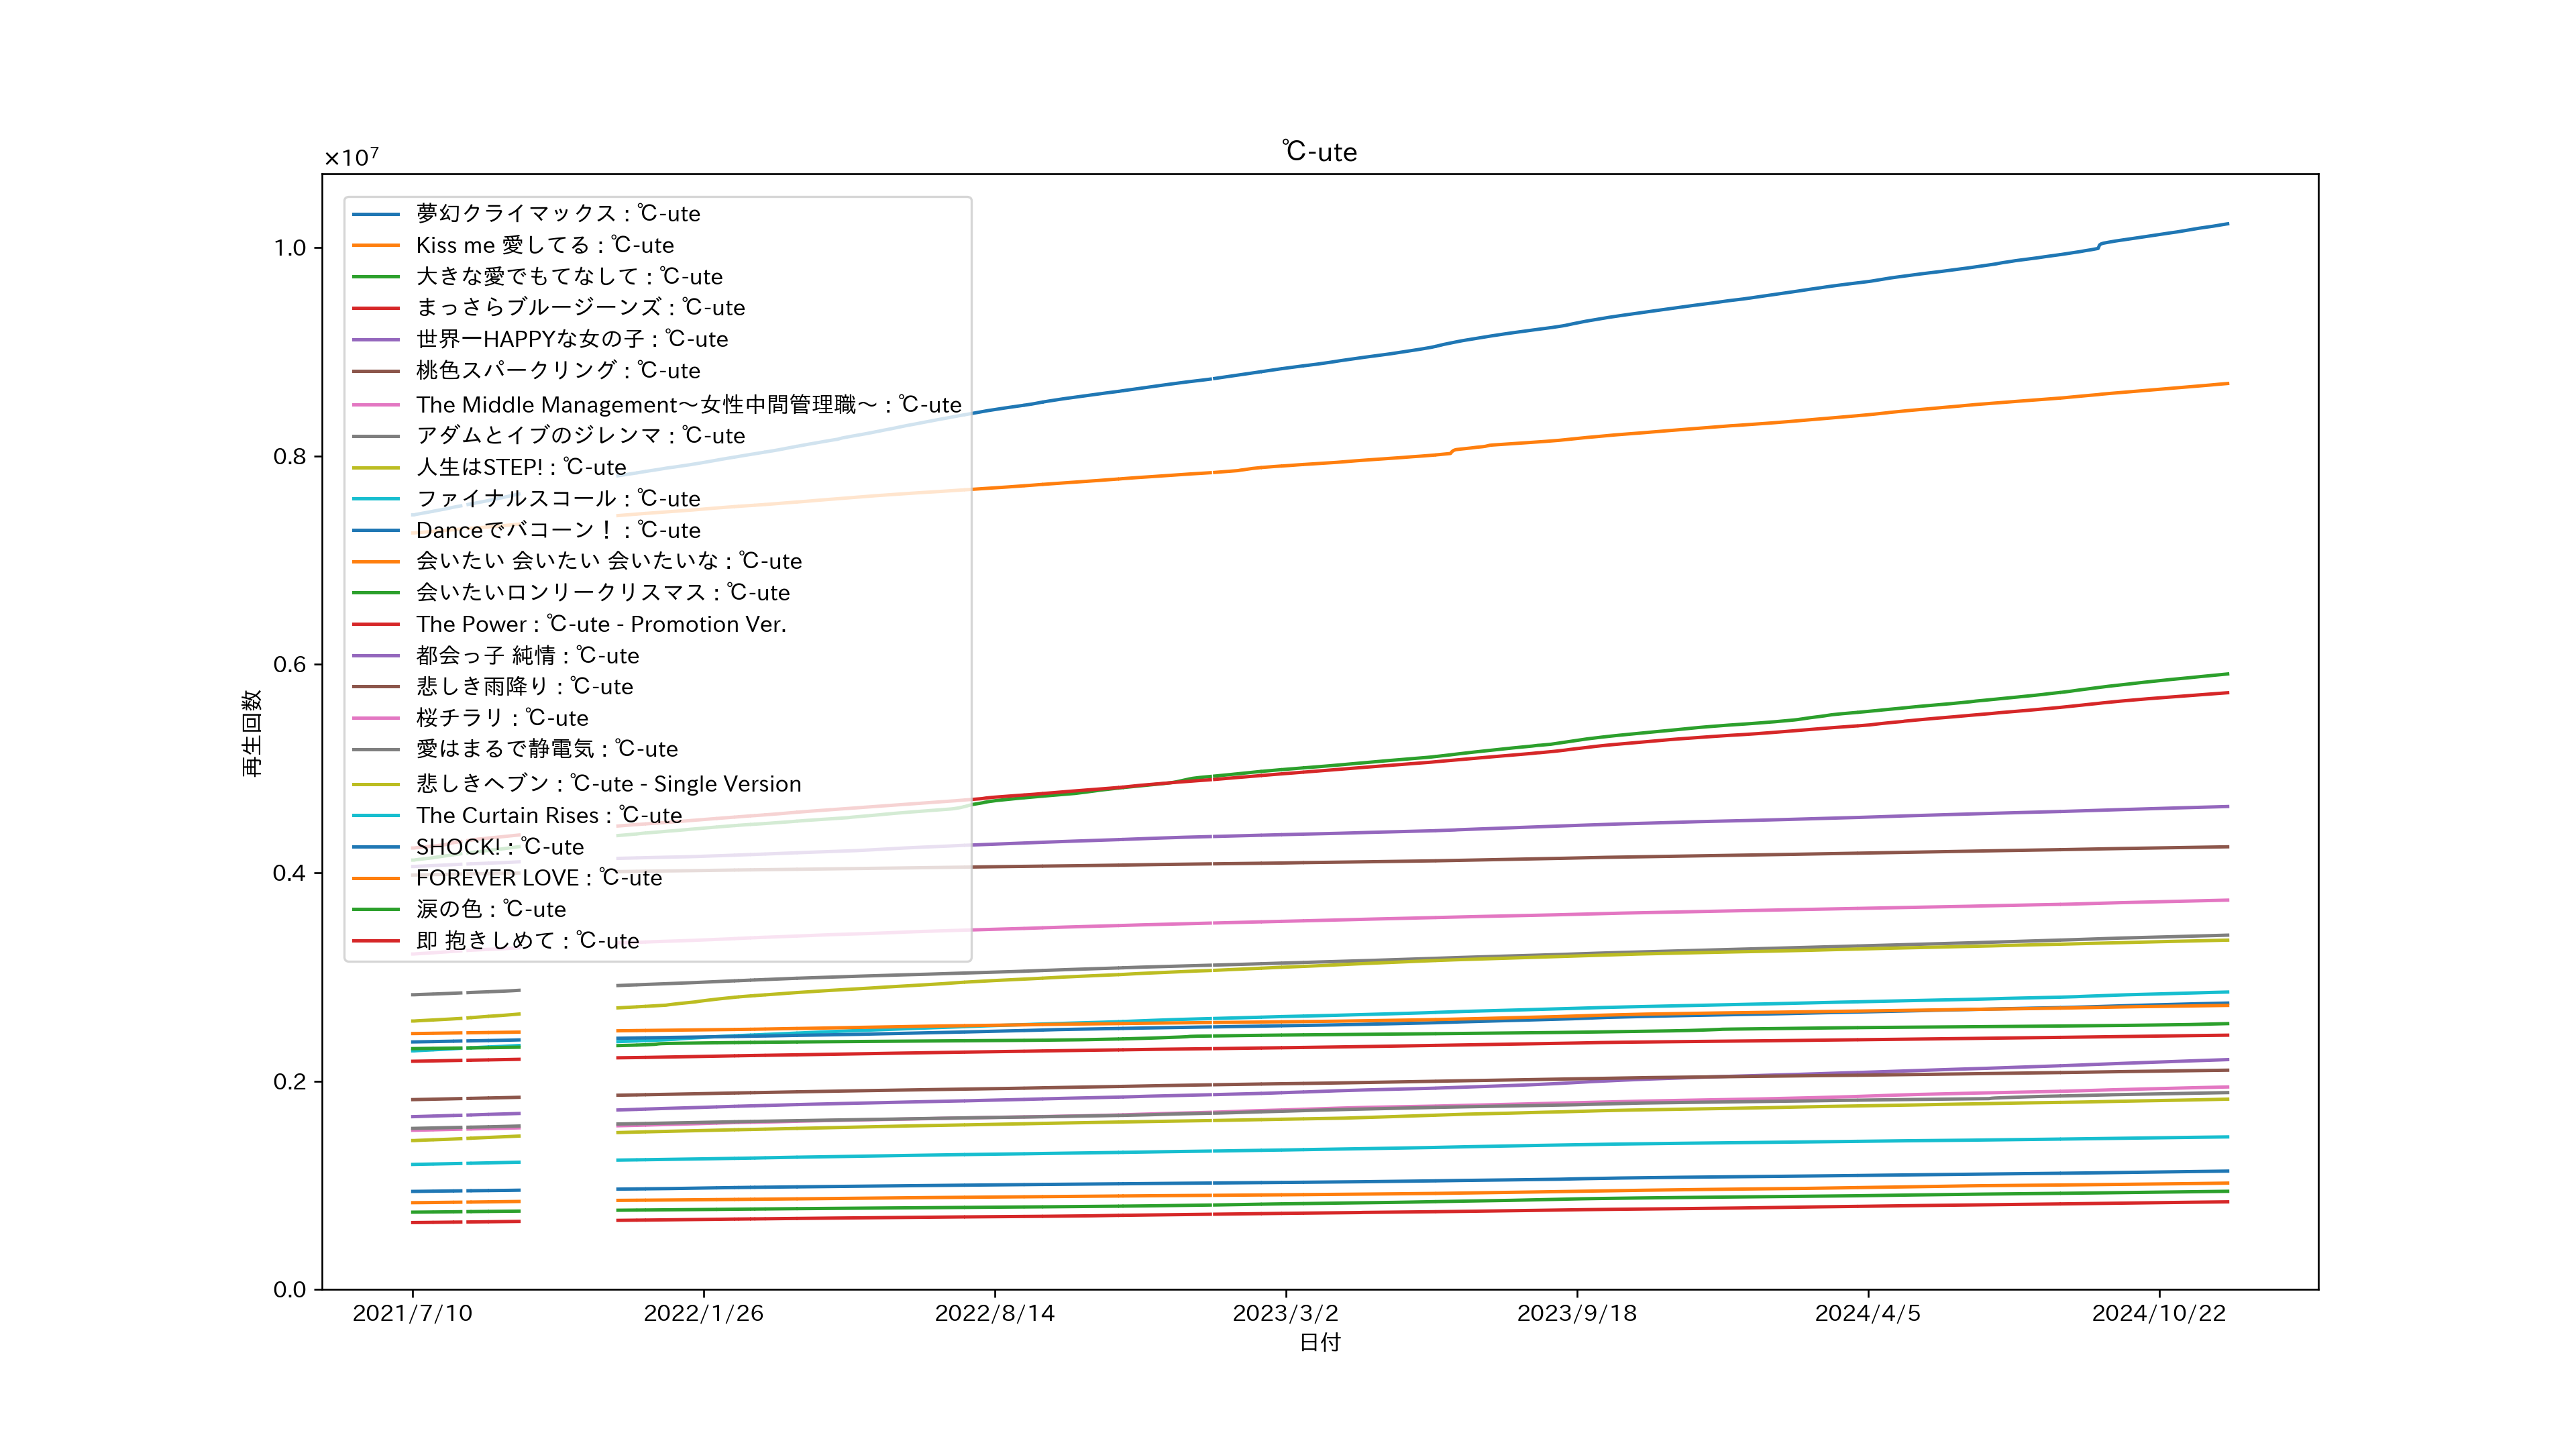 ℃-ute
×10⁷
夢幻クライマックス : ℃-ute
Kiss me 愛してる : ℃-ute
大きな愛でもてなして : ℃-ute
まっさらブルージーンズ : ℃-ute
世界一HAPPYな女の子 : ℃-ute
桃色スパークリング : ℃-ute
The Middle Management～女性中間管理職～ : ℃-ute
アダムとイブのジレンマ : ℃-ute
人生はSTEP! : ℃-ute
ファイナルスコール : ℃-ute
Danceでバコーン！ : ℃-ute
会いたい 会いたい 会いたいな : ℃-ute
会いたいロンリークリスマス : ℃-ute
The Power : ℃-ute - Promotion Ver.
都会っ子 純情 : ℃-ute
悲しき雨降り : ℃-ute
桜チラリ : ℃-ute
愛はまるで静電気 : ℃-ute
悲しきヘブン : ℃-ute - Single Version
The Curtain Rises : ℃-ute
SHOCK! : ℃-ute
FOREVER LOVE : ℃-ute
涙の色 : ℃-ute
即 抱きしめて : ℃-ute
1.0
0.8
0.6
0.4
0.2
0.0
再生回数
2021/7/10 2022/1/26 2022/8/14 2023/3/2 2023/9/18 2024/4/5 2024/10/22
日付